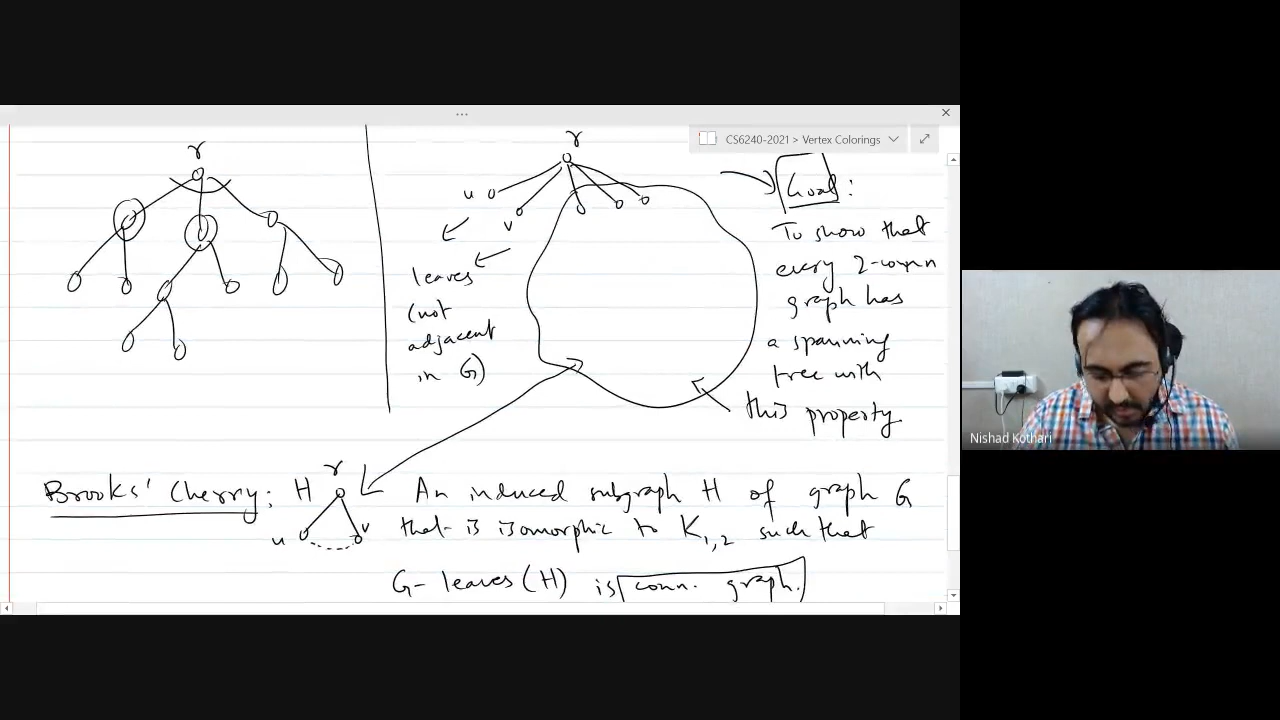 CS6240-2021 > Vertex Colorings
r
r
u
v
leaves
(not
adjacent
in G)
Goal:
To show that
every 2-conn
graph has
a spanning
tree with
this property
Brooks' Cherry: H
r
u
v
An induced subgraph H of graph G
that is isomorphic to K1,2 such that
G- leaves (H) is conn. graph.
Nishad Kothari